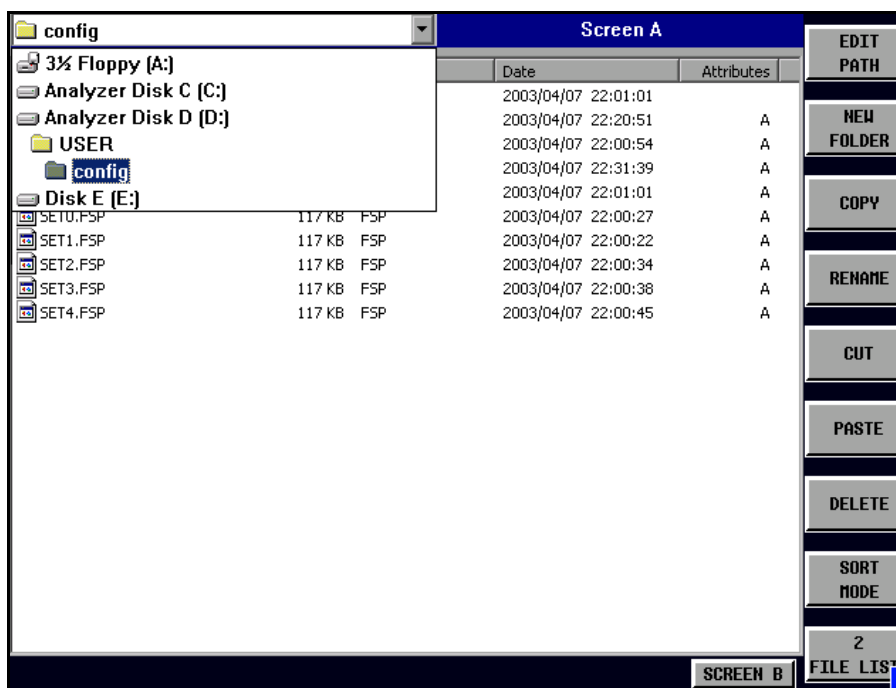 config
Screen A
3½ Floppy (A:)
Analyzer Disk C (C:)
Analyzer Disk D (D:)
USER
config
Disk E (E:)
Date Attributes
2003/04/07 22:01:01
2003/04/07 22:20:51 A
2003/04/07 22:00:54 A
2003/04/07 22:31:39 A
2003/04/07 22:01:01 A
SET0.FSP 117 KB FSP 2003/04/07 22:00:27 A
SET1.FSP 117 KB FSP 2003/04/07 22:00:22 A
SET2.FSP 117 KB FSP 2003/04/07 22:00:34 A
SET3.FSP 117 KB FSP 2003/04/07 22:00:38 A
SET4.FSP 117 KB FSP 2003/04/07 22:00:45 A
SCREEN B
EDIT
PATH
NEW
FOLDER
COPY
RENAME
CUT
PASTE
DELETE
SORT
MODE
2
FILE LIST